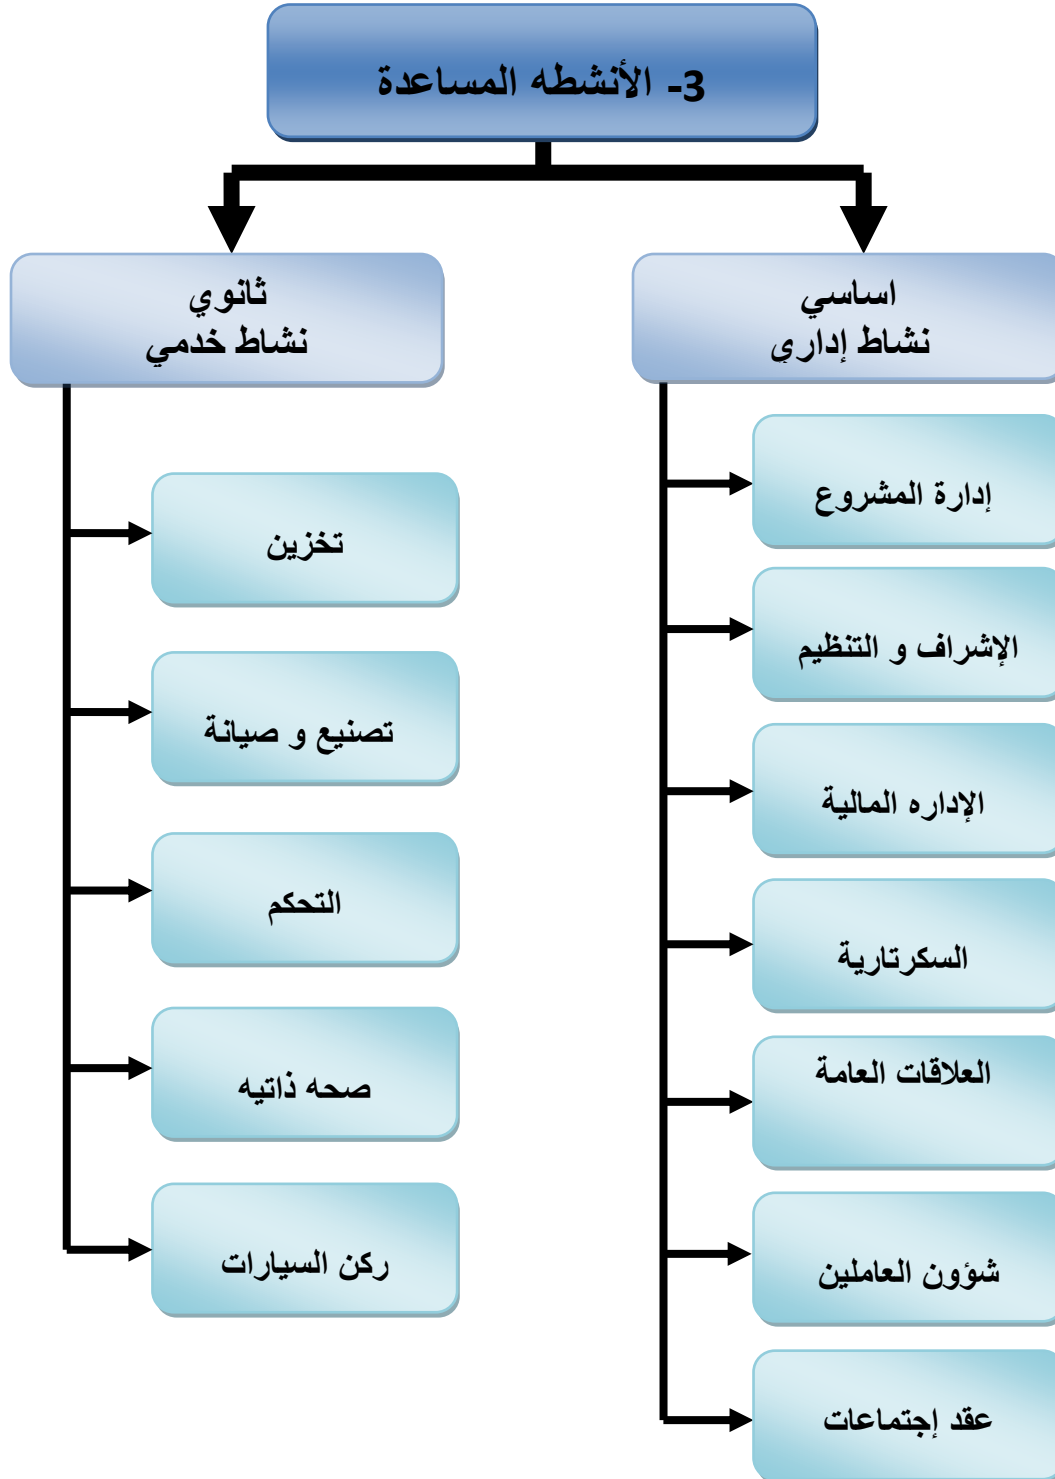 3- الأنشطه المساعدة
اساسي
نشاط إدارى
إدارة المشروع
الإشراف و التنظيم
الإداره المالية
السكرتارية
العلاقات العامة
شؤون العاملين
عقد إجتماعات
ثانوي
نشاط خدمي
تخزين
تصنيع و صيانة
التحكم
صحه ذاتيه
ركن السيارات